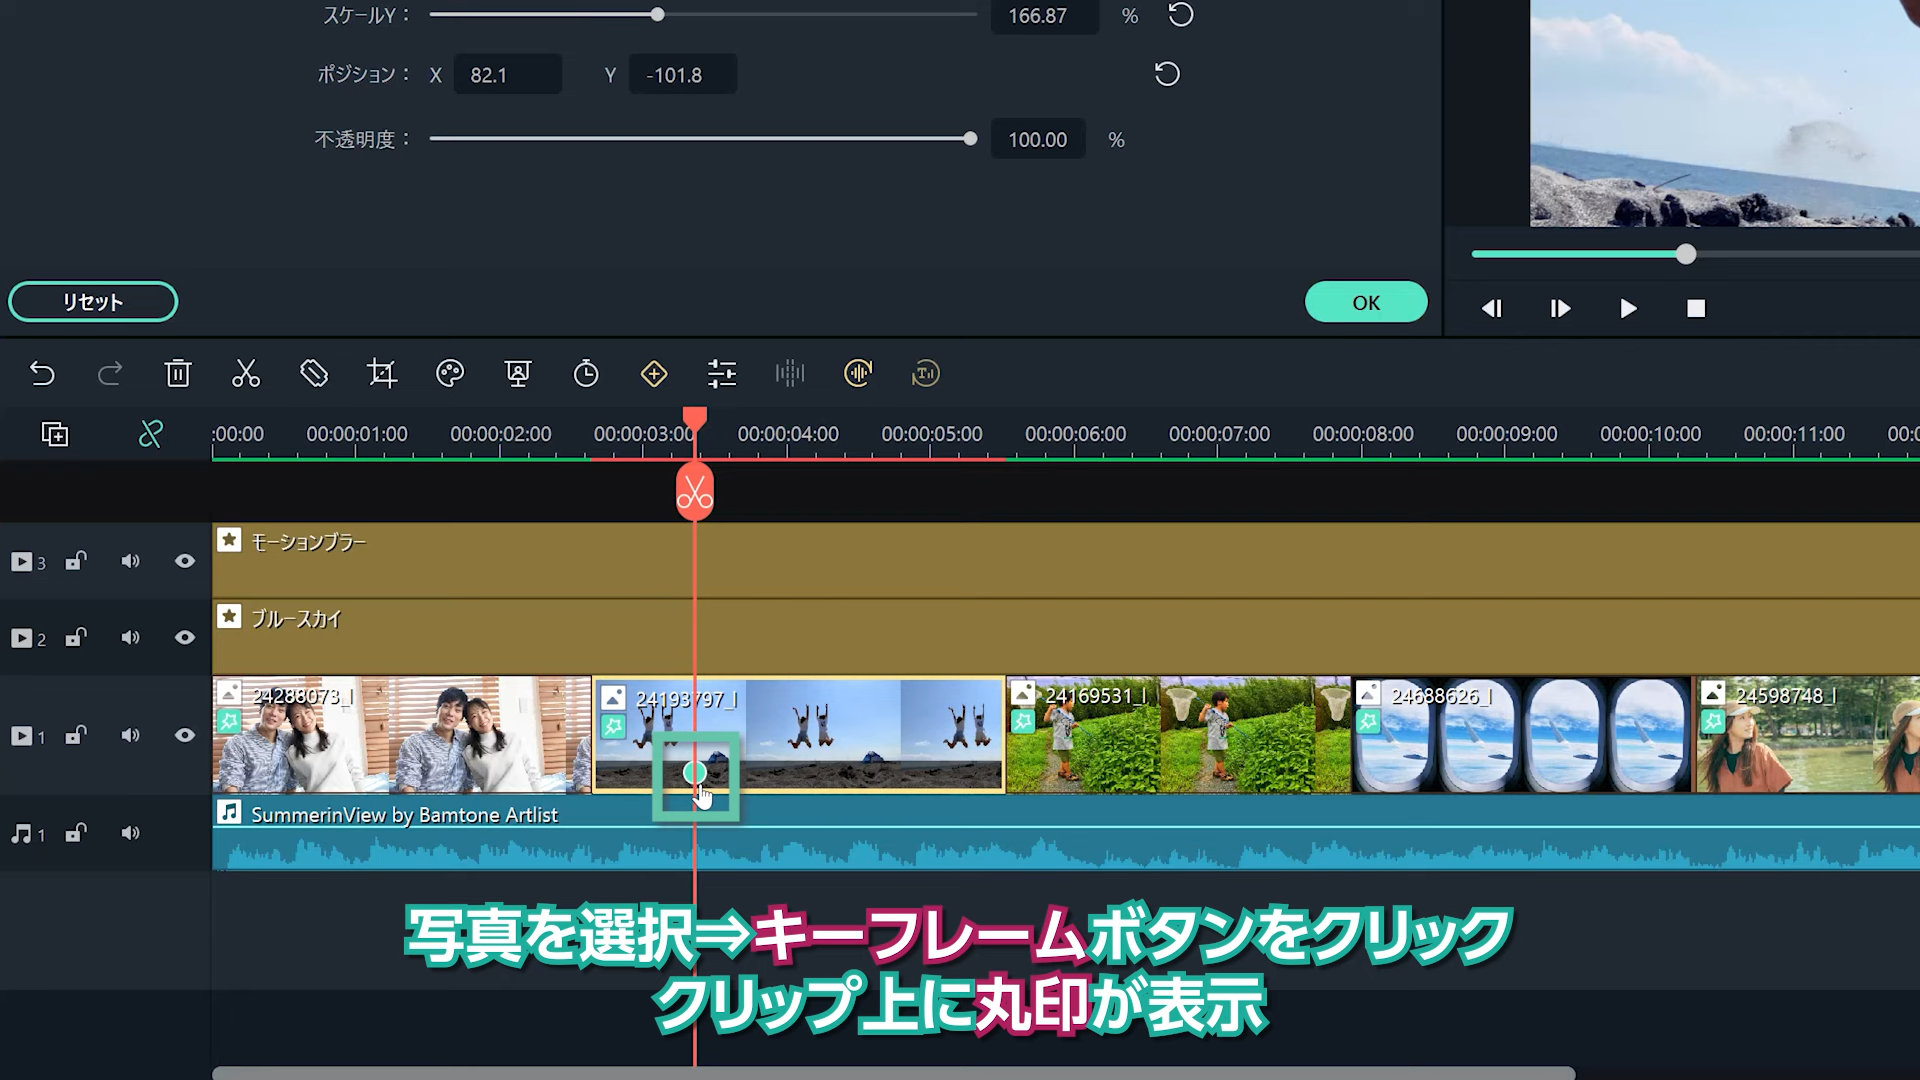 スケールY：
166.87
%
ポジション：
X
82.1
Y
-101.8
不透明度：
100.00
%
リセット
OK
:00:00
00:00:01:00
00:00:02:00
00:00:03:00
00:00:04:00
00:00:05:00
00:00:06:00
00:00:07:00
00:00:08:00
00:00:09:00
00:00:10:00
00:00:11:00
3
モーションブラー
2
ブルースカイ
1
24288073_l
24193797_l
24169531_l
24688626_l
24598748_l
1
SummerinView by Bamtone Artlist
写真を選択⇒キーフレームボタンをクリック
クリップ上に丸印が表示